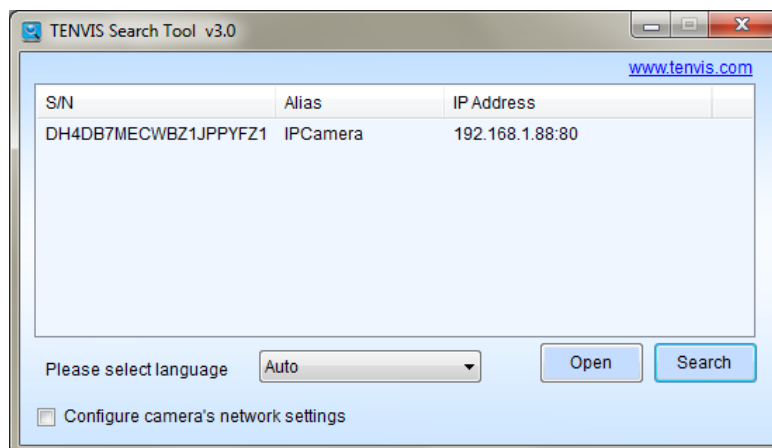 TENVIS Search Tool v3.0
www.tenvis.com
S/N Alias IP Address
DH4DB7MECWBZ1JPPYFZ1 IPCamera 192.168.1.88:80
Please select language Auto Open Search
Configure camera's network settings